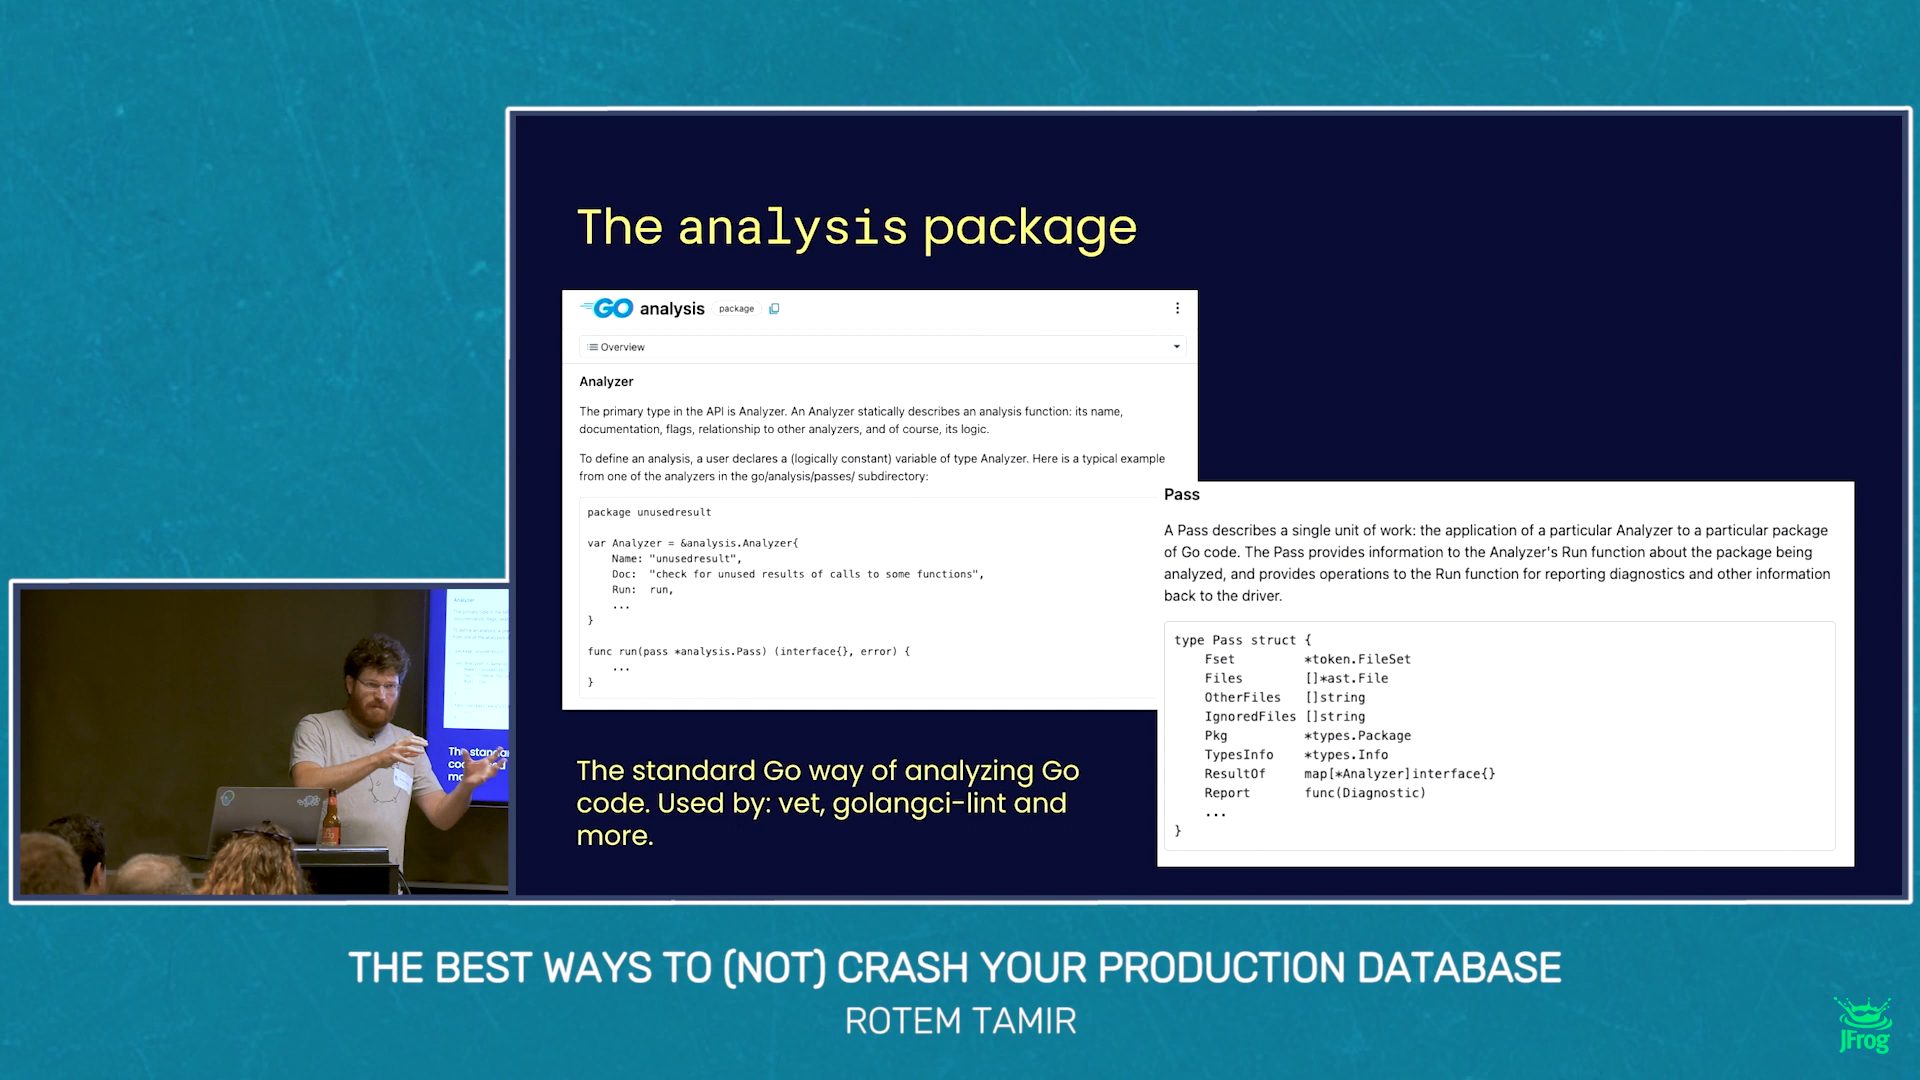 The analysis package
GO analysis package
Overview
Analyzer
The primary type in the API is Analyzer. An Analyzer statically describes an analysis function: its name,
documentation, flags, relationship to other analyzers, and of course, its logic.
To define an analysis, a user declares a (logically constant) variable of type Analyzer. Here is a typical example
from one of the analyzers in the go/analysis/passes/ subdirectory:
package unusedresult
var Analyzer = &analysis.Analyzer{
    Name: "unusedresult",
    Doc:  "check for unused results of calls to some functions",
    Run:  run,
    ...
}
func run(pass *analysis.Pass) (interface{}, error) {
    ...
}
Pass
A Pass describes a single unit of work: the application of a particular Analyzer to a particular package
of Go code. The Pass provides information to the Analyzer's Run function about the package being
analyzed, and provides operations to the Run function for reporting diagnostics and other information
back to the driver.
type Pass struct {
    Fset         *token.FileSet
    Files        []*ast.File
    OtherFiles   []string
    IgnoredFiles []string
    Pkg          *types.Package
    TypesInfo    *types.Info
    ResultOf     map[*Analyzer]interface{}
    Report       func(Diagnostic)
    ...
}
The standard Go way of analyzing Go
code. Used by: vet, golangci-lint and
more.
THE BEST WAYS TO (NOT) CRASH YOUR PRODUCTION DATABASE
ROTEM TAMIR
JFrog